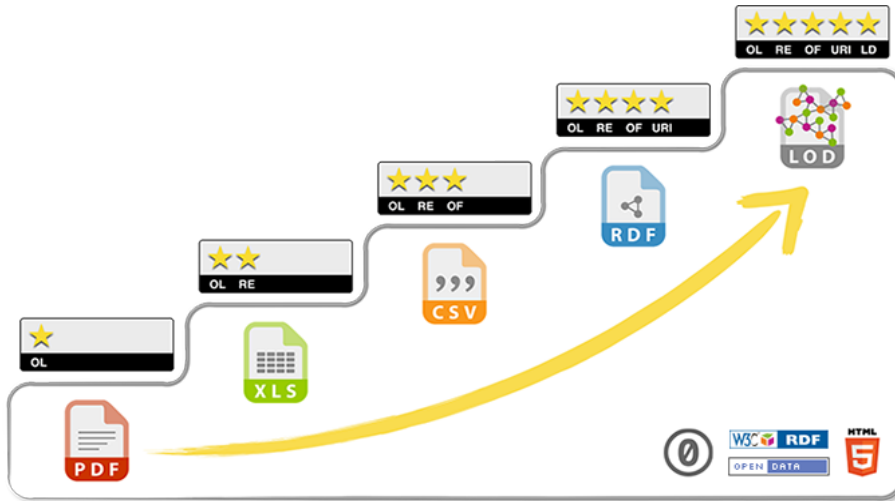 OL RE OF URI LD
LOD
OL RE OF URI
RDF
OL RE OF
CSV
OL RE
XLS
OL
PDF
0
W3C RDF
OPEN DATA
HTML
5